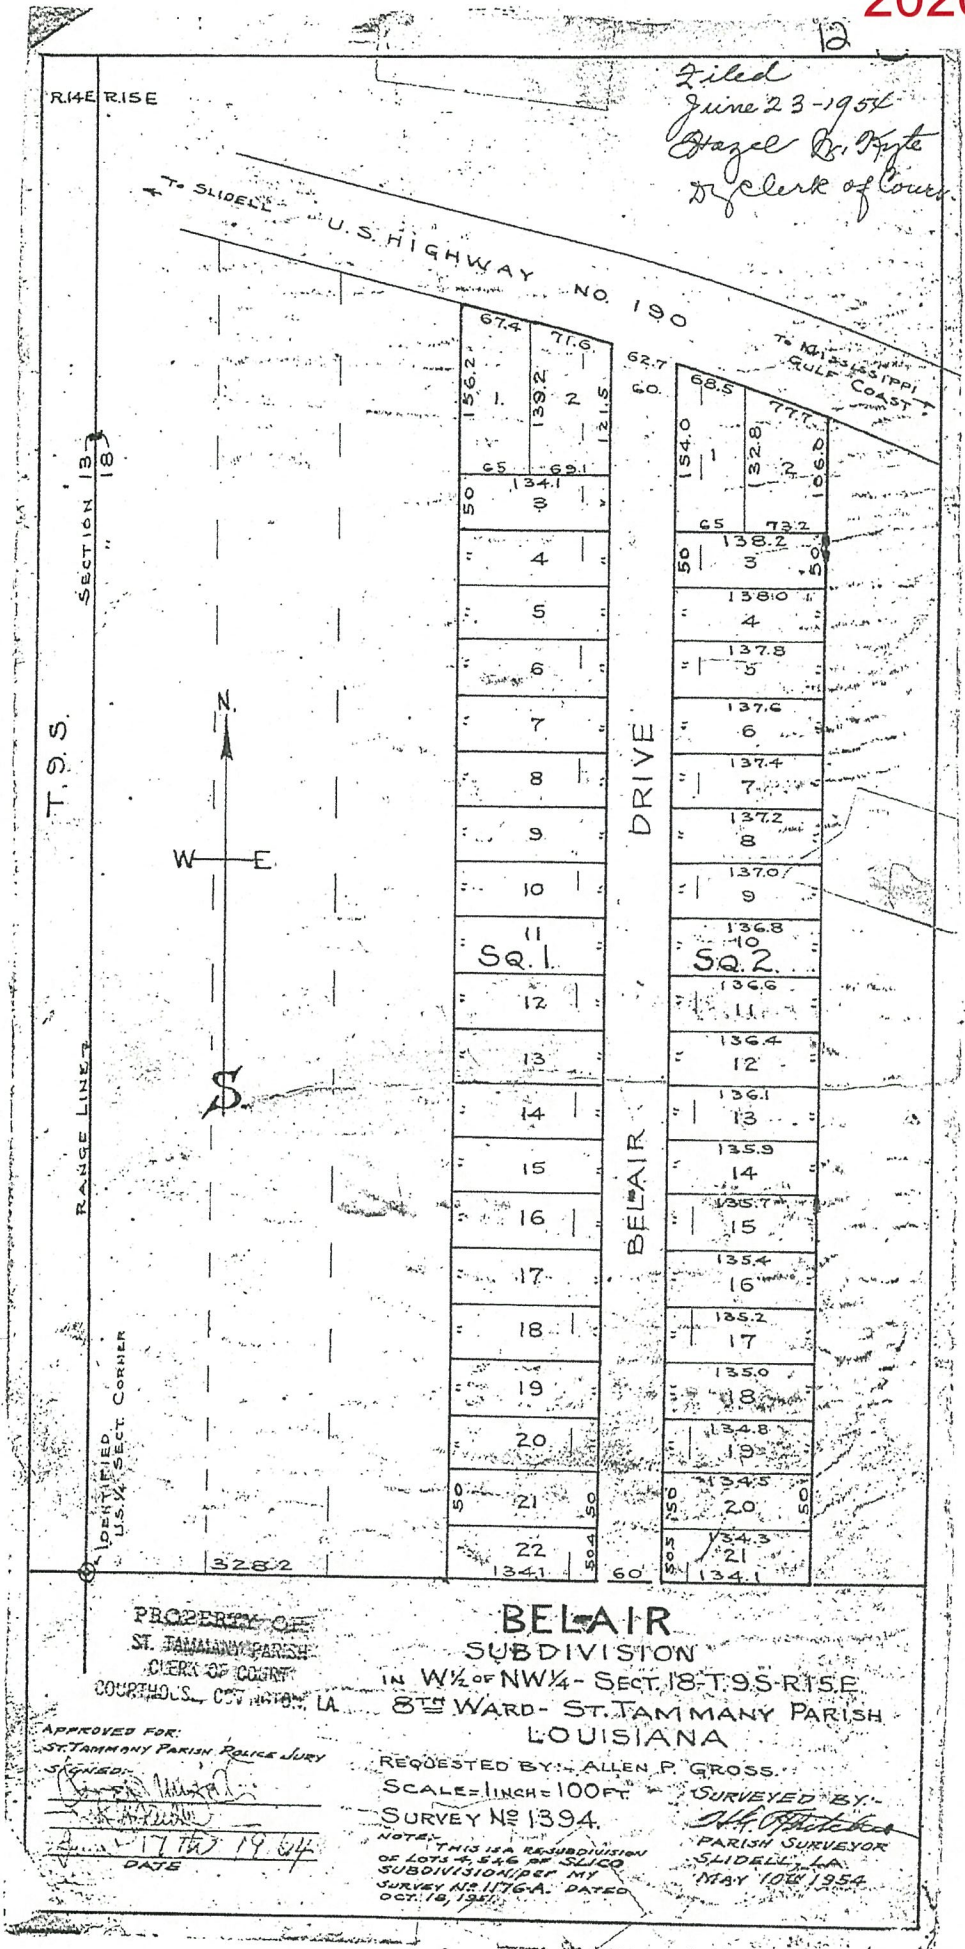 2020
12
Filed
June 23-1954
Hazel
Dy Clerk of Court
R.14E R.15E
To SLIDELL
U.S. HIGHWAY NO. 190
To MISSISSIPPI
GULF COAST
67.4 71.6 62.7 68.5 77.7
60
156.2 1 139.2 2 121.5
154.0 1 132.8 2 106.0
65 69.1
134.1
50 3
65 73.2
138.2
50 3 50
4
138.0
4
5
137.8
5
6
137.6
6
7
137.4
7
8
137.2
8
9
137.0
9
10
136.8
10
11
SQ. 1
SQ. 2
136.6
11
12
136.4
12
13
136.1
13
14
135.9
14
15
135.7
15
16
135.4
16
17
135.2
17
18
135.0
18
19
134.8
19
20
134.5
50 20 50
50 21 50
134.3
50.5 21
134.1
22 50.4
134.1
60
328.2
BELAIR DRIVE
SECTION 13
" 18
T. 9. S.
RANGE LINE
N
W E
S
IDENTIFIED
U.S. 1/4 SECT. CORNER
PROPERTY OF
ST. TAMMANY PARISH
CLERK OF COURT
COURTHOUSE, COVINGTON, LA.
BELAIR
SUBDIVISION
IN W½ OF NW¼ - SECT. 18-T.9S-R15E
8TH WARD - ST. TAMMANY PARISH
LOUISIANA
APPROVED FOR:
ST. TAMMANY PARISH POLICE JURY
SIGNED:-
17th 19
DATE
REQUESTED BY:- ALLEN P. GROSS.
SCALE = 1 INCH = 100 FT.
SURVEY No 1394.
NOTE:-
THIS IS A RESUBDIVISION
OF LOTS 4, 5 & 6 OF SLICO
SUBDIVISION PER MY
SURVEY No 1176-A. DATED
OCT. 18, 1951.
SURVEYED BY:-
PARISH SURVEYOR
SLIDELL, LA.
MAY 10TH 1954